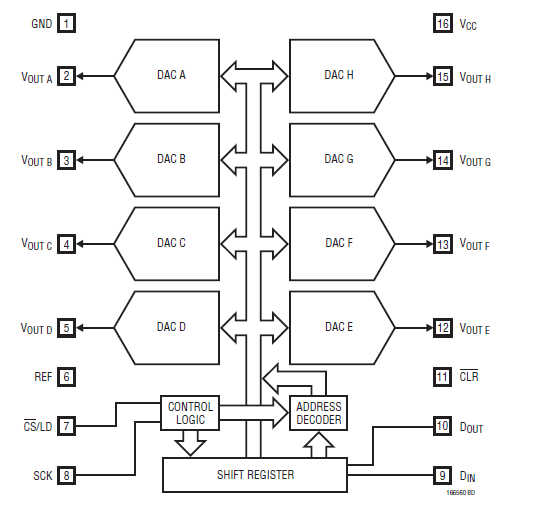 GND 1
16 VCC
VOUT A 2
DAC A
DAC H
15 VOUT H
VOUT B 3
DAC B
DAC G
14 VOUT G
VOUT C 4
DAC C
DAC F
13 VOUT F
VOUT D 5
DAC D
DAC E
12 VOUT E
REF 6
11 CLR
CONTROL
LOGIC
ADDRESS
DECODER
CS/LD 7
10 DOUT
SCK 8
SHIFT REGISTER
9 DIN
166560 BD